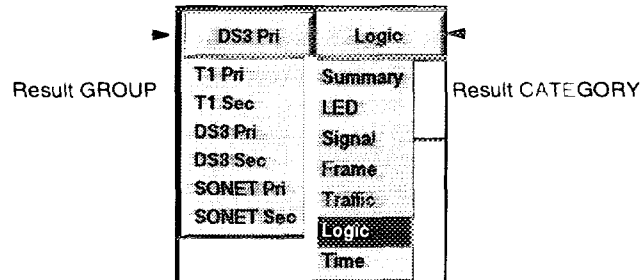 DS3 Pri
Logic
Result GROUP
Result CATEGORY
T1 Pri
T1 Sec
DS3 Pri
DS3 Sec
SONET Pri
SONET Sec
Summary
LED
Signal
Frame
Traffic
Logic
Time